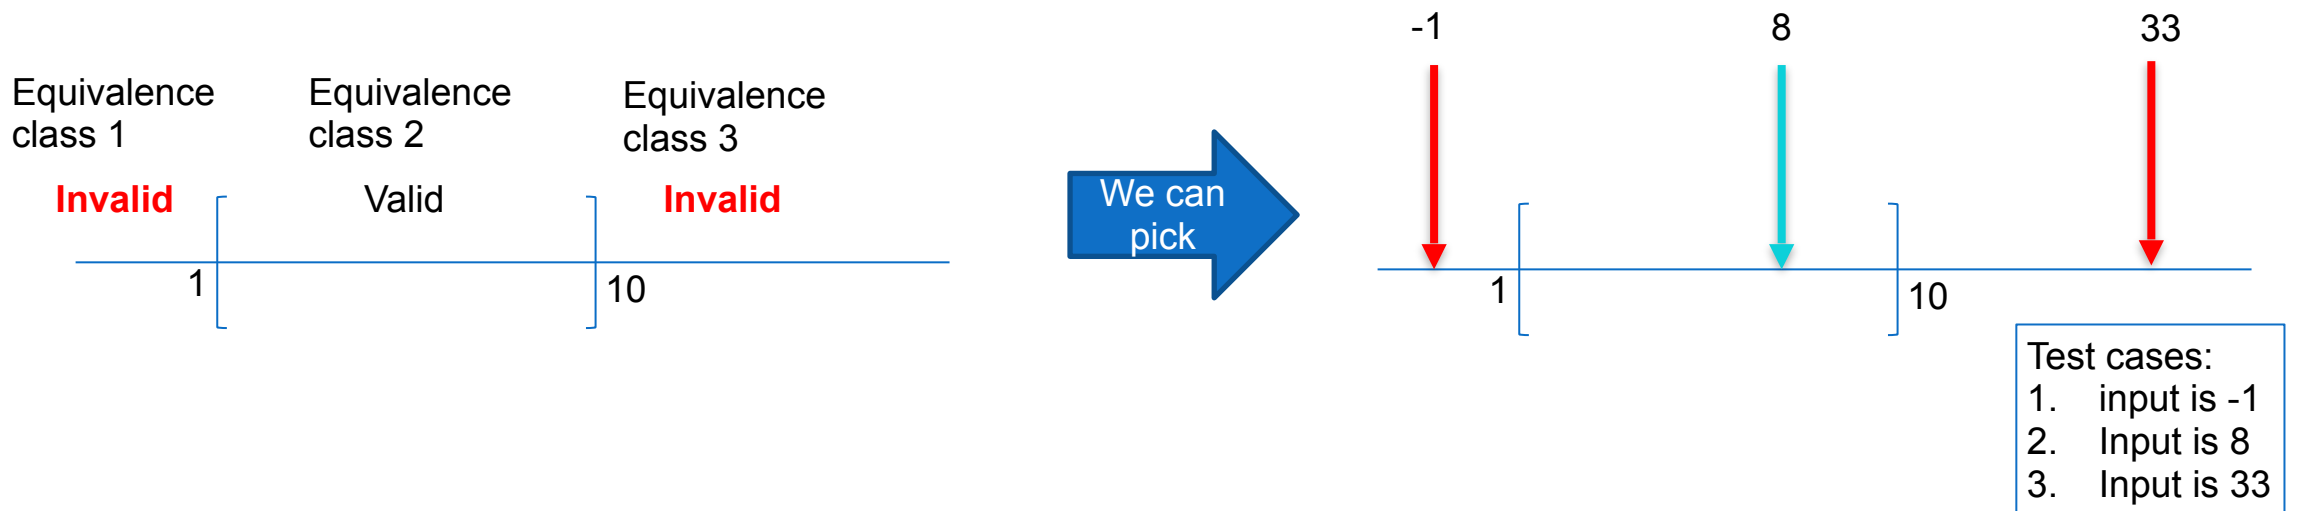 Equivalence
class 1
Equivalence
class 2
Equivalence
class 3
Invalid
Valid
Invalid
1
10
We can
pick
-1
8
33
1
10
Test cases:
1. input is -1
2. Input is 8
3. Input is 33